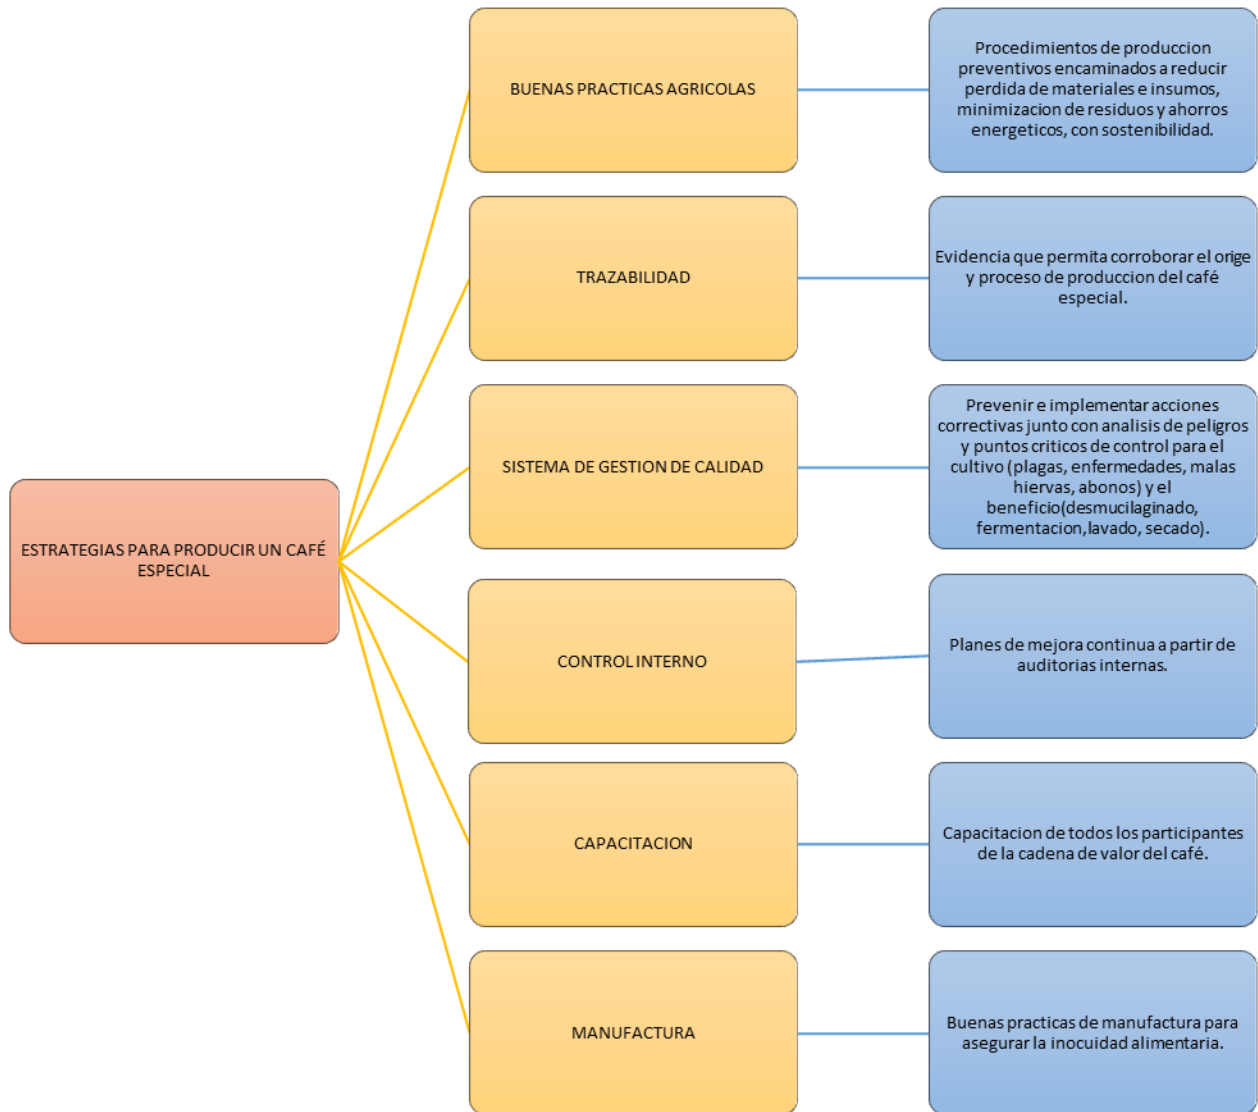 BUENAS PRACTICAS AGRICOLAS
Procedimientos de produccion
preventivos encaminados a reducir
perdida de materiales e insumos,
minimizacion de residuos y ahorros
energeticos, con sostenibilidad.
TRAZABILIDAD
Evidencia que permita corroborar el orige
y proceso de produccion del café
especial.
SISTEMA DE GESTION DE CALIDAD
Prevenir e implementar acciones
correctivas junto con analisis de peligros
y puntos criticos de control para el
cultivo (plagas, enfermedades, malas
hiervas, abonos) y el
beneficio(desmucilaginado,
fermentacion,lavado, secado).
ESTRATEGIAS PARA PRODUCIR UN CAFÉ
ESPECIAL
CONTROL INTERNO
Planes de mejora continua a partir de
auditorias internas.
CAPACITACION
Capacitacion de todos los participantes
de la cadena de valor del café.
MANUFACTURA
Buenas practicas de manufactura para
asegurar la inocuidad alimentaria.